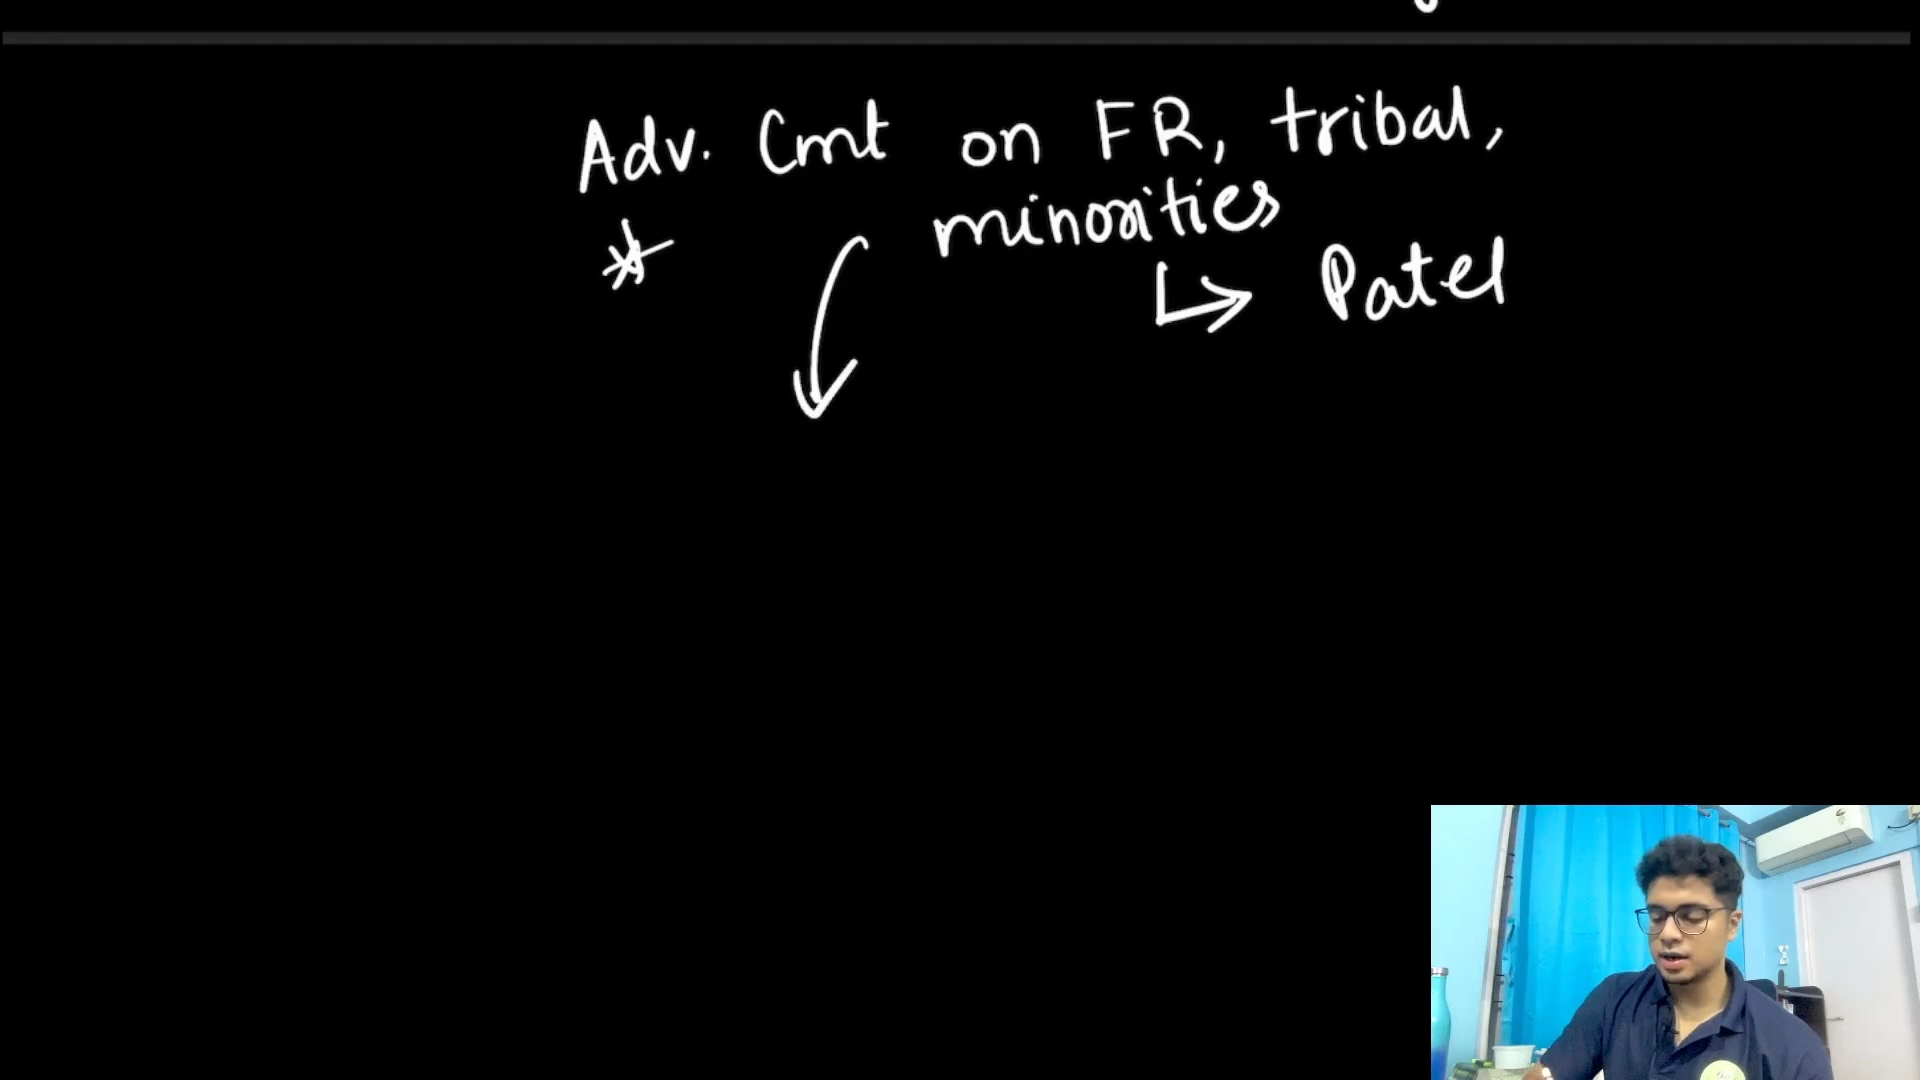 Adv. Cmt on FR, tribal,
minorities
Patel